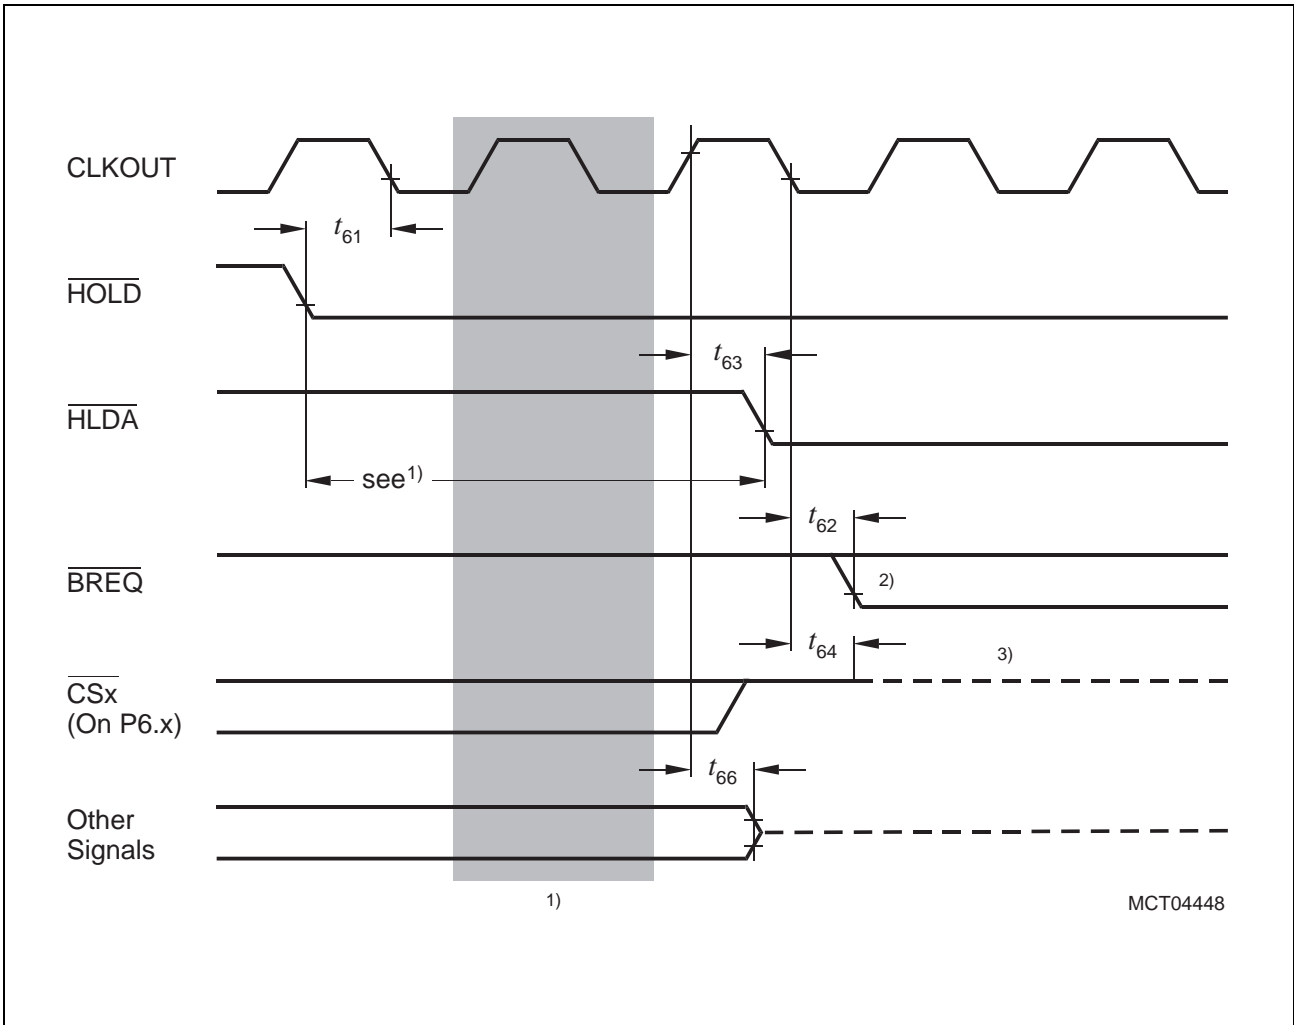 CLKOUT
t61
HOLD
t63
HLDA
see1)
t62
BREQ
2)
t64
3)
CSx
(On P6.x)
t66
Other
Signals
1)
MCT04448